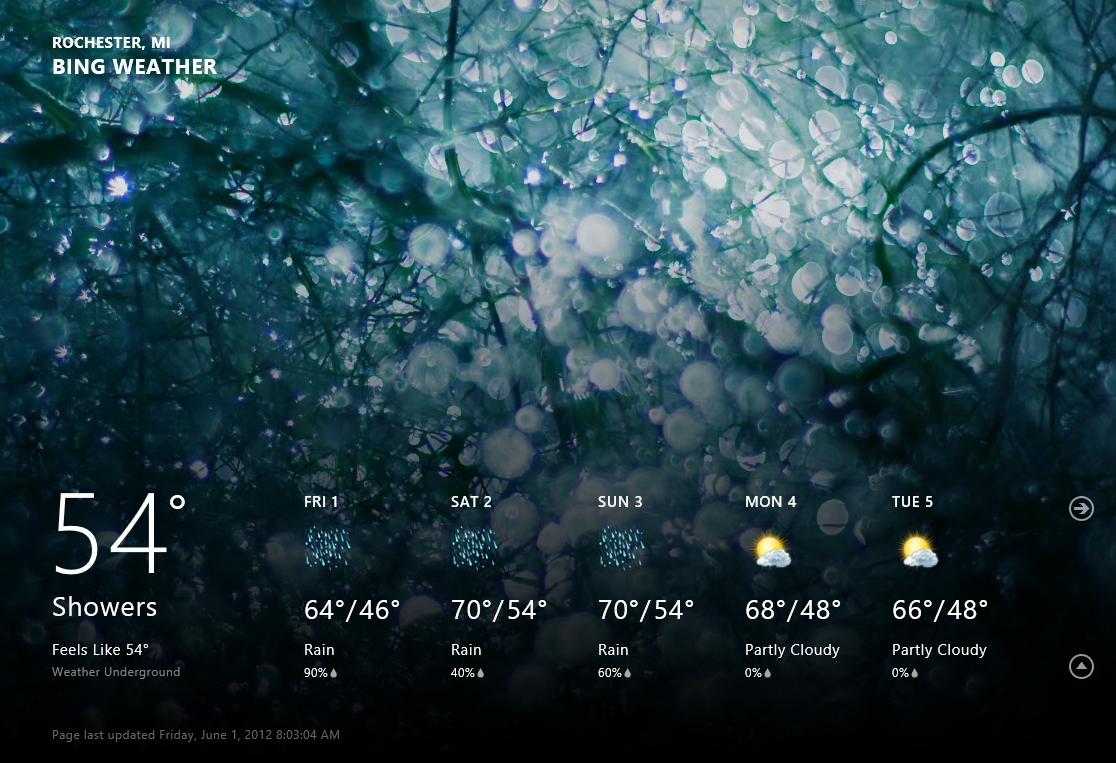 ROCHESTER, MI
BING WEATHER
54°
Showers
Feels Like 54°
Weather Underground
FRI 1 SAT 2 SUN 3 MON 4 TUE 5
64°/46° 70°/54° 70°/54° 68°/48° 66°/48°
Rain Rain Rain Partly Cloudy Partly Cloudy
90% 40% 60% 0% 0%
Page last updated Friday, June 1, 2012 8:03:04 AM